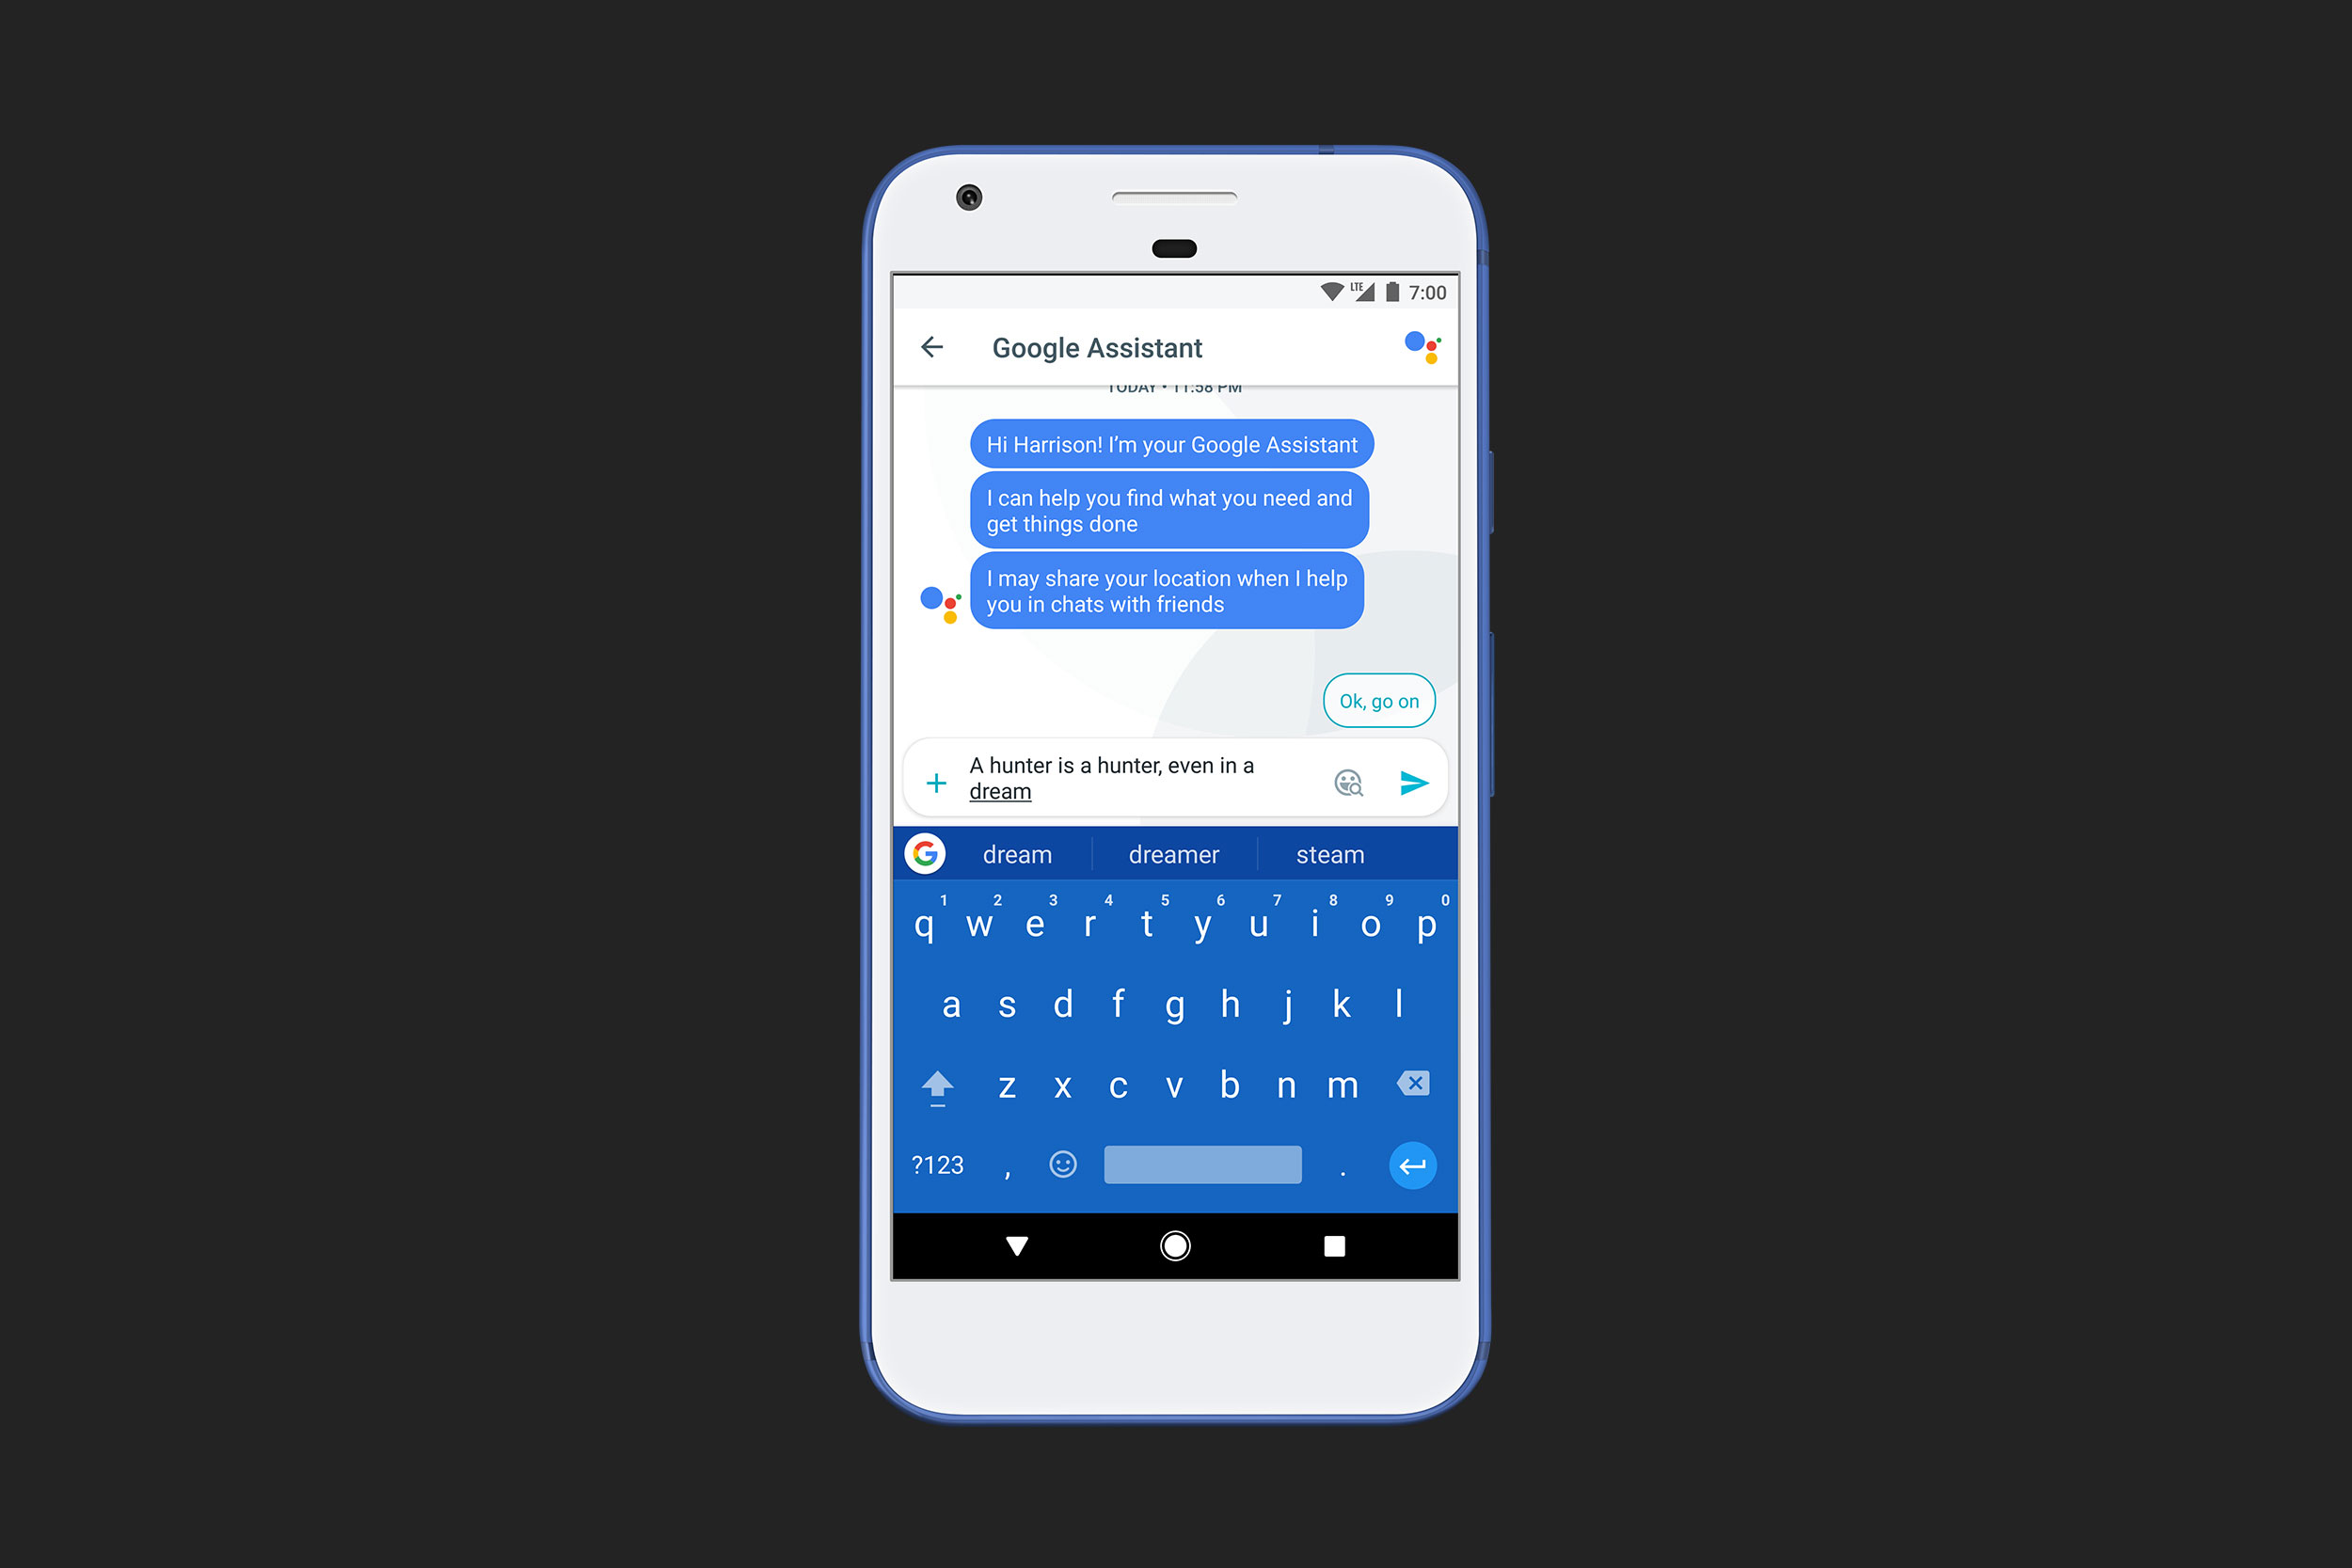 LTE 7:00
Google Assistant
TODAY • 11:58 PM
Hi Harrison! I'm your Google Assistant
I can help you find what you need and
get things done
I may share your location when I help
you in chats with friends
Ok, go on
A hunter is a hunter, even in a
dream
G dream dreamer steam
1 2 3 4 5 6 7 8 9 0
q w e r t y u i o p
a s d f g h j k l
z x c v b n m
?123 , .